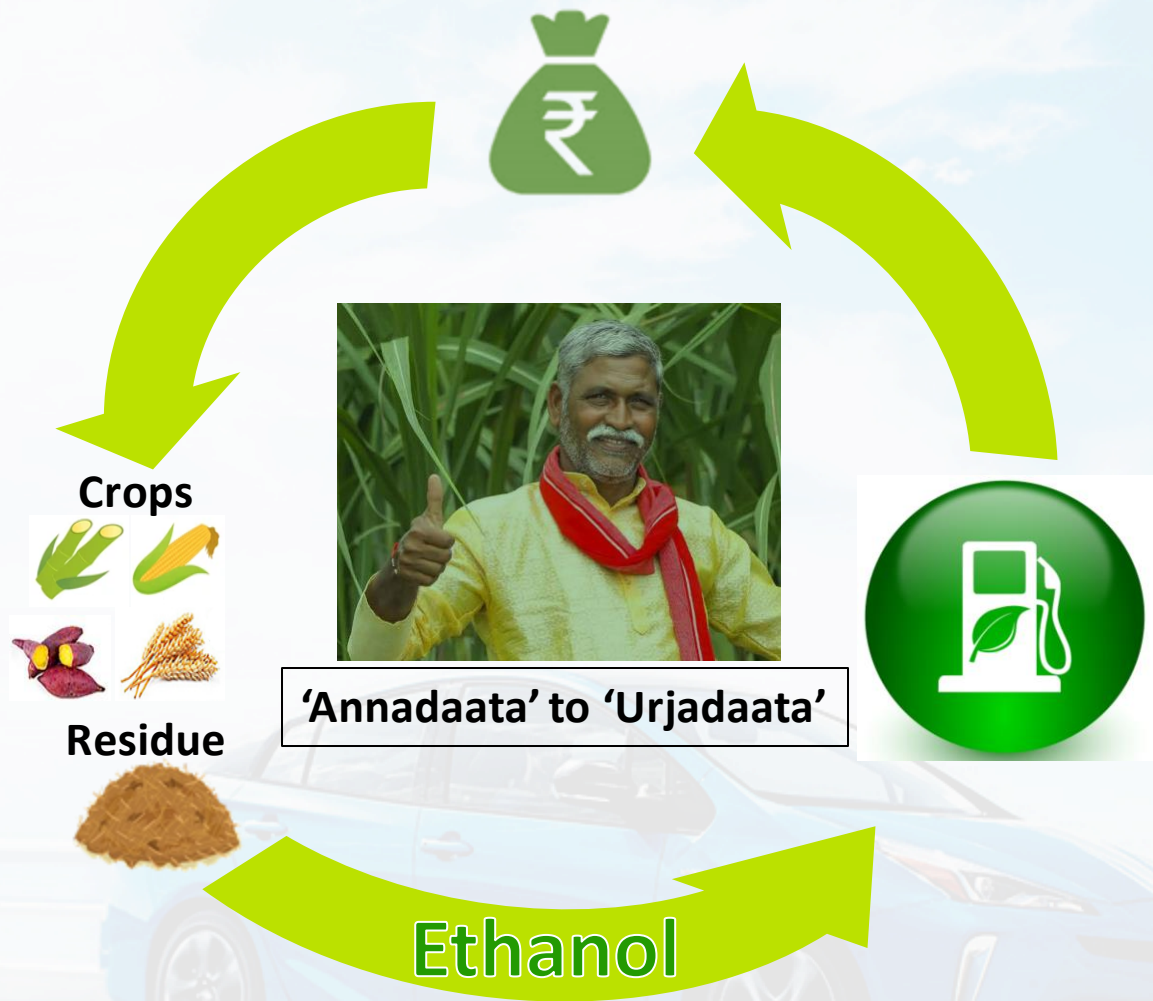 ₹
Crops
Residue
‘Annadaata’ to ‘Urjadaata’
Ethanol